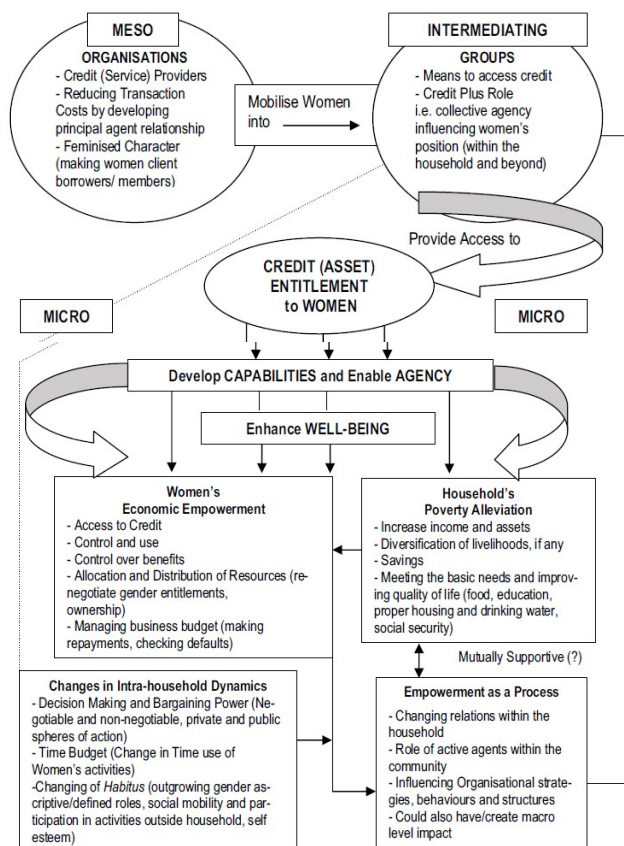 MESO
ORGANISATIONS
- Credit (Service) Providers
- Reducing Transaction
Costs by developing
principal agent relationship
- Feminised Character
(making women client
borrowers/ members)
Mobilise Women
into
INTERMEDIATING
GROUPS
- Means to access credit
- Credit Plus Role
i.e. collective agency
influencing women's
position (within the
household and beyond)
Provide Access to
CREDIT (ASSET)
ENTITLEMENT
to WOMEN
MICRO
MICRO
Develop CAPABILITIES and Enable AGENCY
Enhance WELL-BEING
Women's
Economic Empowerment
- Access to Credit
- Control and use
- Control over benefits
- Allocation and Distribution of Resources (re-
negotiate gender entitlements,
ownership)
- Managing business budget (making
repayments, checking defaults)
Household's
Poverty Alleviation
- Increase income and assets
- Diversification of livelihoods, if any
- Savings
- Meeting the basic needs and improv-
ing quality of life (food, education,
proper housing and drinking water,
social security)
Mutually Supportive (?)
Changes in Intra-household Dynamics
- Decision Making and Bargaining Power (Ne-
gotiable and non-negotiable, private and public
spheres of action)
- Time Budget (Change in Time use of
Women's activities)
-Changing of Habitus (outgrowing gender as-
criptive/defined roles, social mobility and par-
ticipation in activities outside household, self
esteem)
Empowerment as a Process
- Changing relations within the
household
- Role of active agents within the
community
- Influencing Organisational strate-
gies, behaviours and structures
- Could also have/create macro
level impact